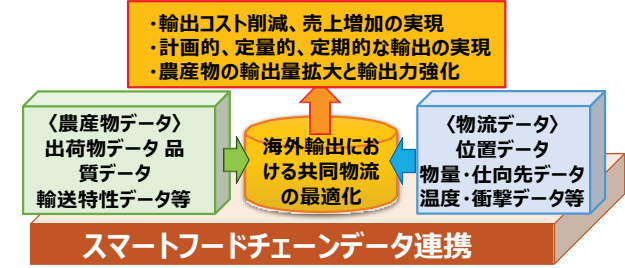 ・輸出コスト削減、売上増加の実現
・計画的、定量的、定期的な輸出の実現
・農産物の輸出量拡大と輸出力強化
〈農産物データ〉
出荷物データ 品
質データ
輸送特性データ等
海外輸出にお
ける共同物流
の最適化
〈物流データ〉
位置データ
物量・仕向先データ
温度・衝撃データ等
スマートフードチェーンデータ連携